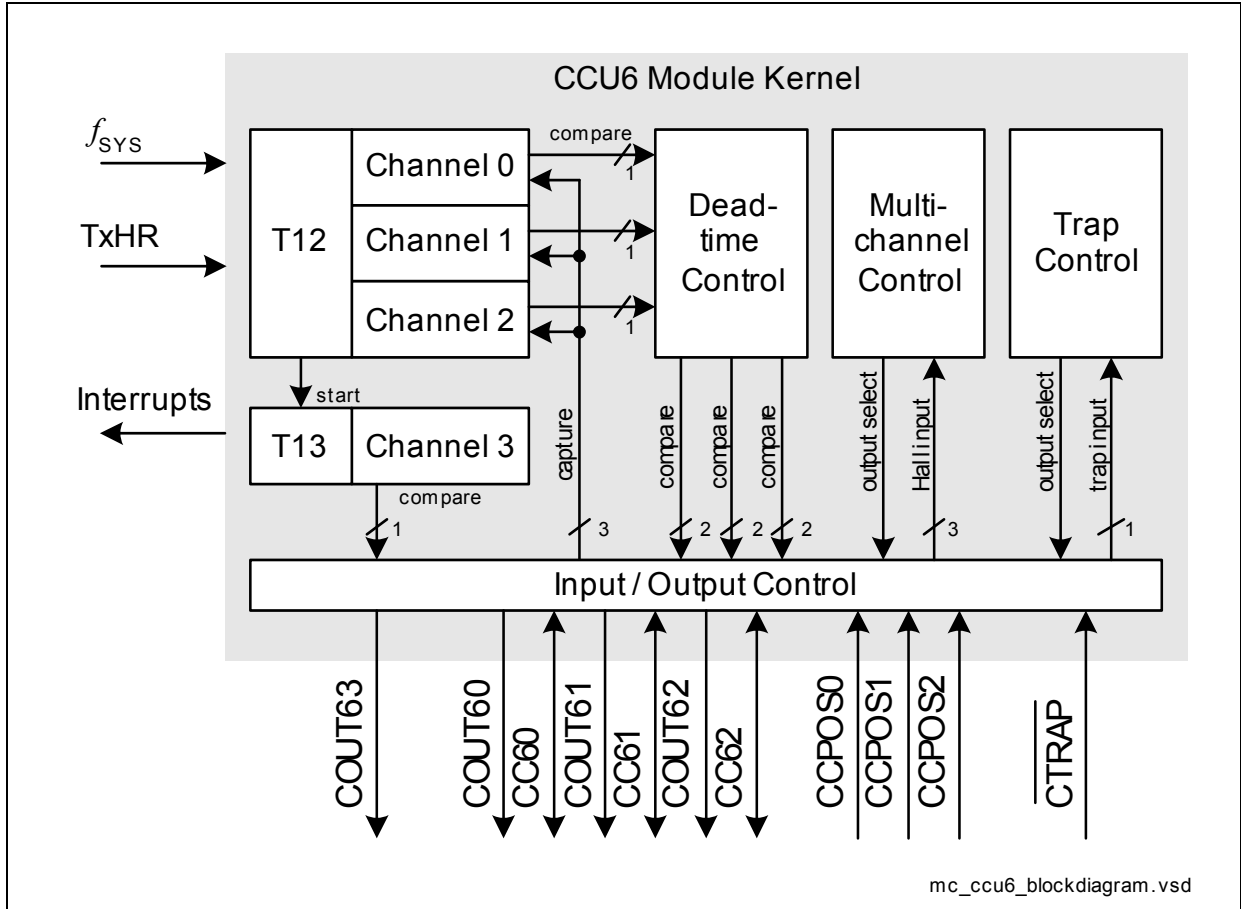 CCU6 Module Kernel
fSYS
TxHR
Interrupts
T12
Channel 0
Channel 1
Channel 2
compare
1
1
1
Dead-
time
Control
Multi-
channel
Control
Trap
Control
start
T13
Channel 3
compare
1
capture
3
compare
2
compare
2
compare
2
output select
Hall input
3
output select
trap input
1
Input / Output Control
COUT63
COUT60
CC60
COUT61
CC61
COUT62
CC62
CCPOS0
CCPOS1
CCPOS2
CTRAP
mc_ccu6_blockdiagram.vsd